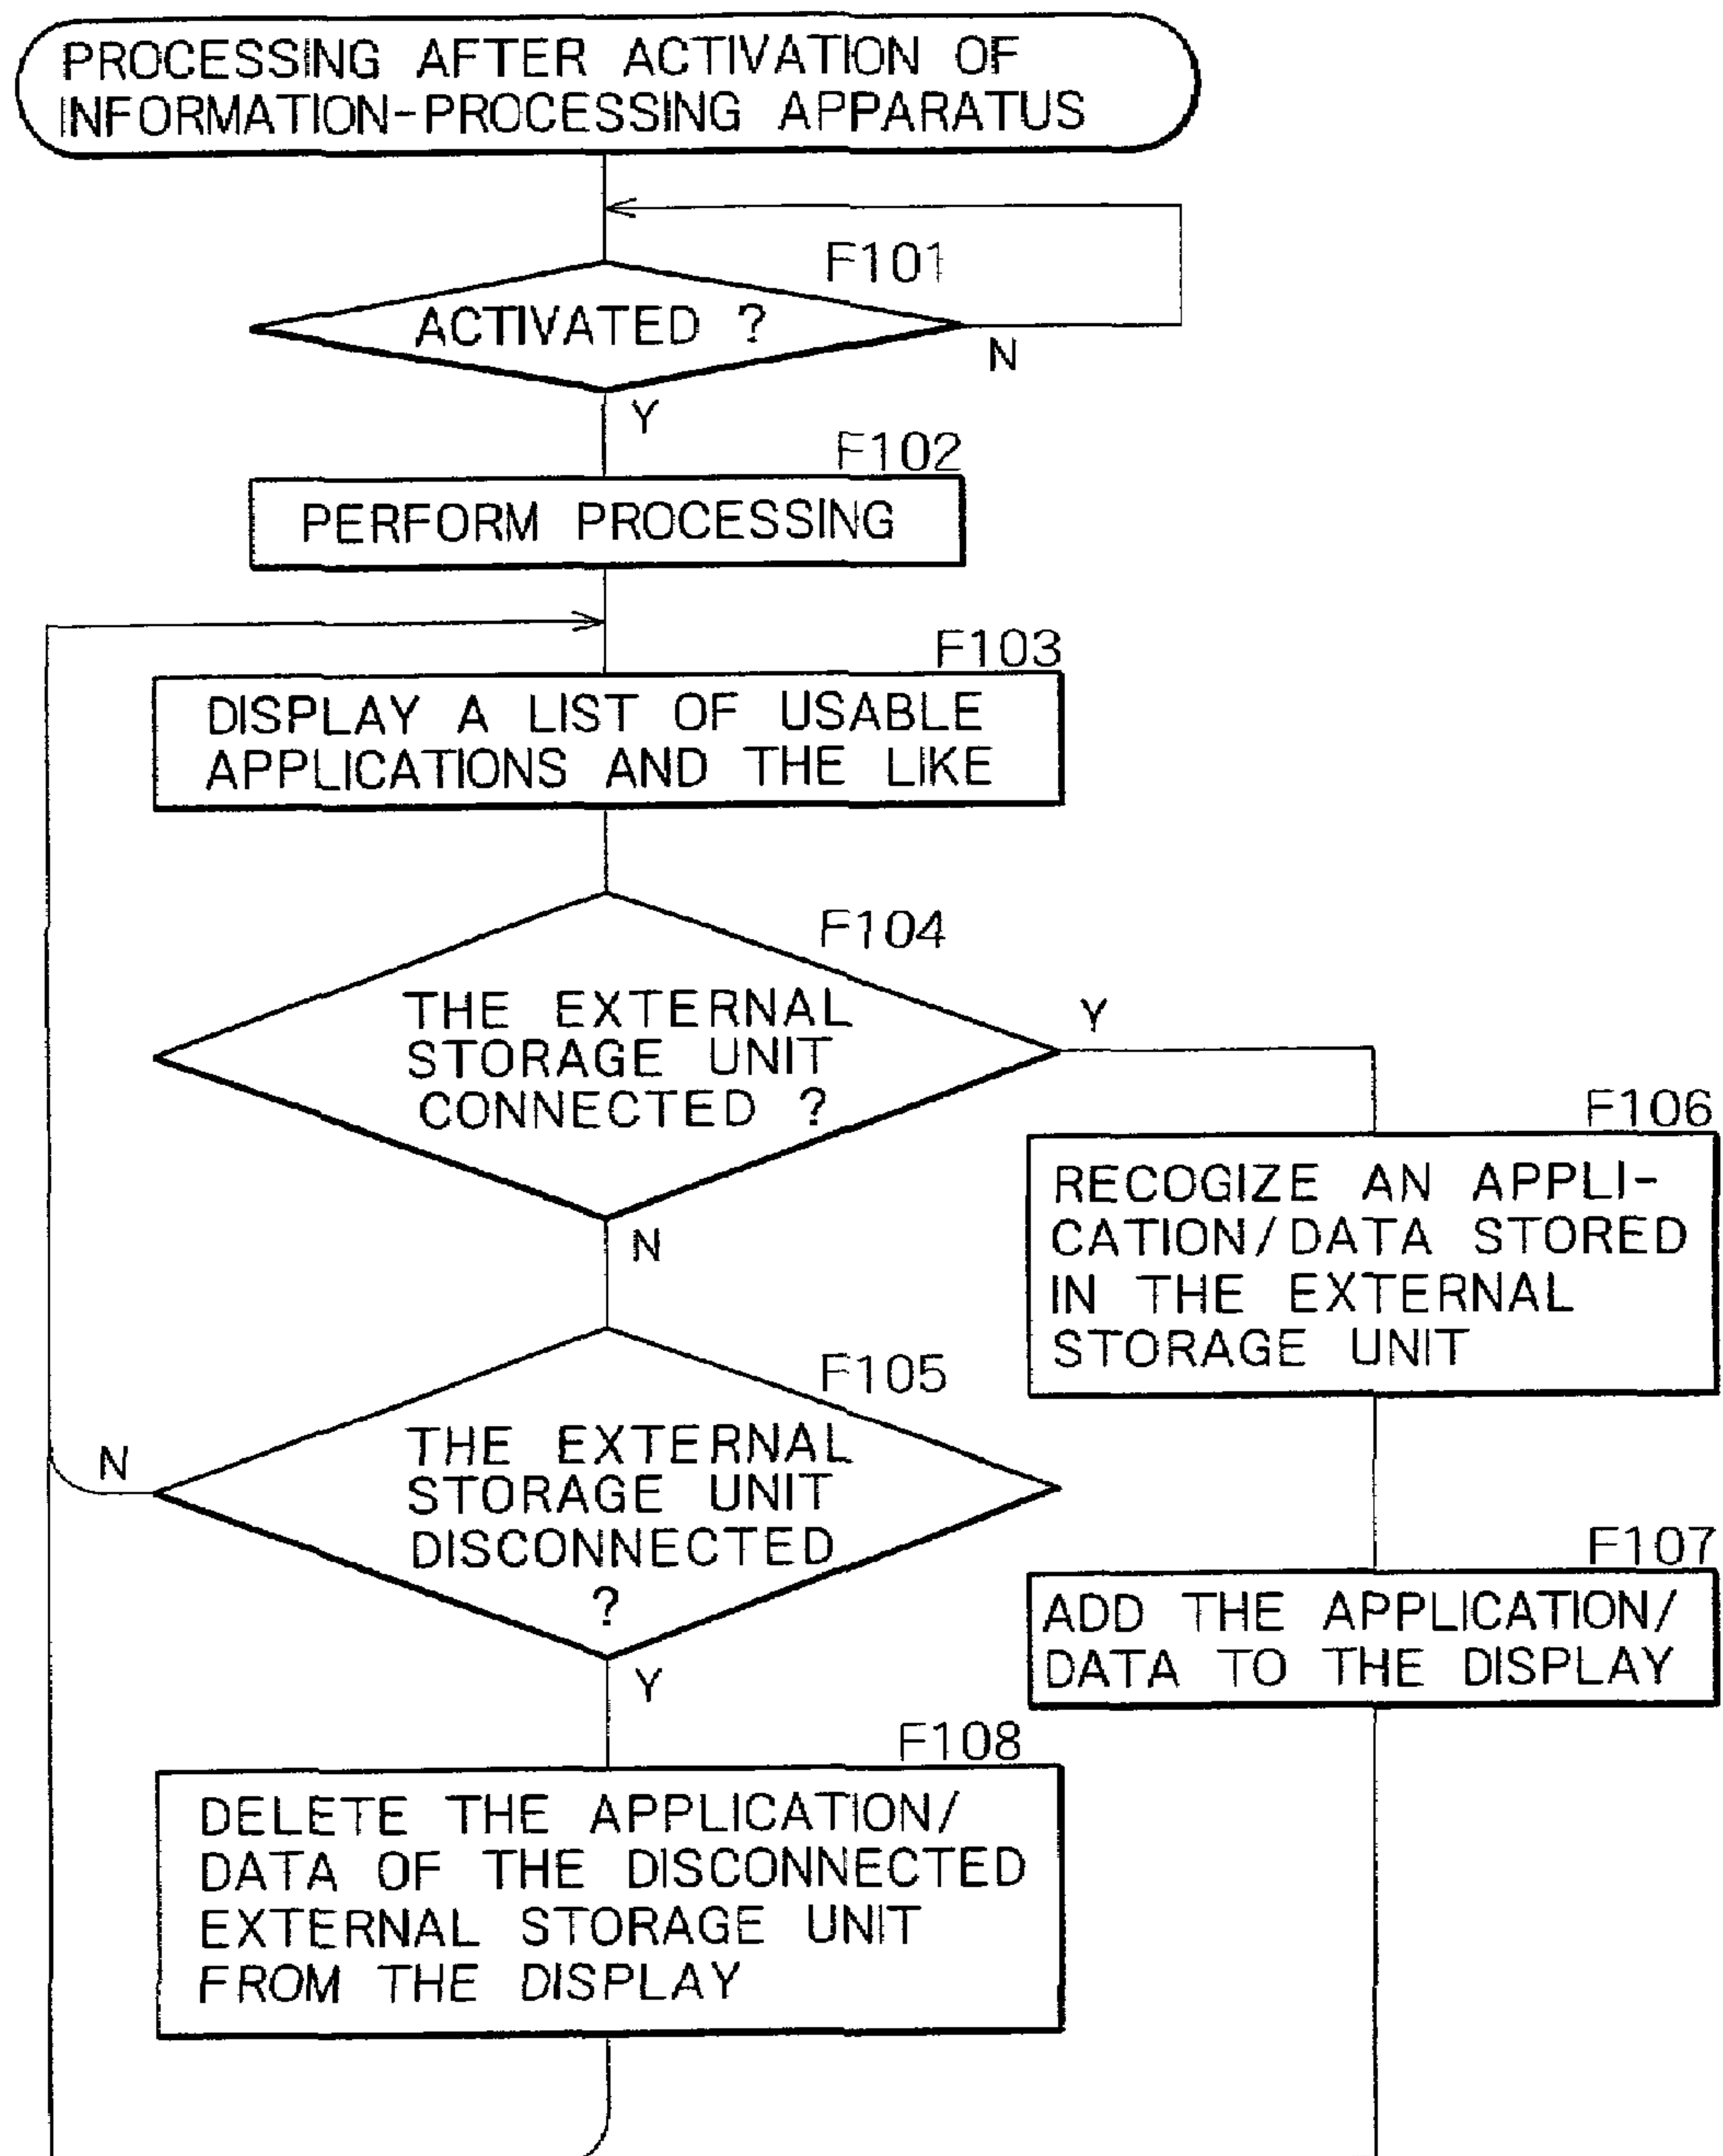 PROCESSING AFTER ACTIVATION OF
INFORMATION-PROCESSING APPARATUS
F101
ACTIVATED ?
N
Y
F102
PERFORM PROCESSING
F103
DISPLAY A LIST OF USABLE
APPLICATIONS AND THE LIKE
F104
THE EXTERNAL
STORAGE UNIT
CONNECTED ?
Y
N
F106
RECOGIZE AN APPLI-
CATION/DATA STORED
IN THE EXTERNAL
STORAGE UNIT
F105
THE EXTERNAL
STORAGE UNIT
DISCONNECTED
?
N
Y
F107
ADD THE APPLICATION/
DATA TO THE DISPLAY
F108
DELETE THE APPLICATION/
DATA OF THE DISCONNECTED
EXTERNAL STORAGE UNIT
FROM THE DISPLAY